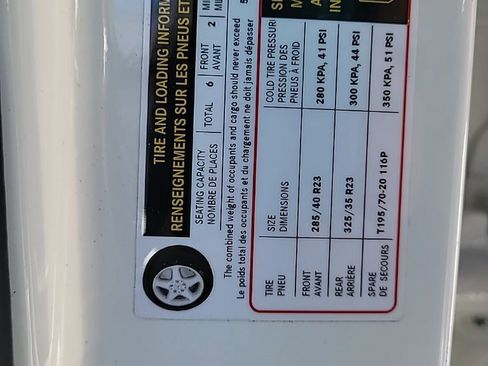 TIRE AND LOADING INFORM
RENSEIGNEMENTS SUR LES PNEUS ET
SEATING CAPACITY
NOMBRE DE PLACES
TOTAL 6
FRONT
AVANT
2
The combined weight of occupants and cargo should never exceed
Le poids total des occupants et du chargement ne doit jamais dépasser
TIRE
PNEU
SIZE
DIMENSIONS
COLD TIRE PRESSURE
PRESSION DES
PNEUS À FROID
FRONT
AVANT
285/40 R23
280 KPA, 41 PSI
REAR
ARRIÈRE
325/35 R23
300 KPA, 44 PSI
SPARE
DE SECOURS
T195/70-20 116P
350 KPA, 51 PSI